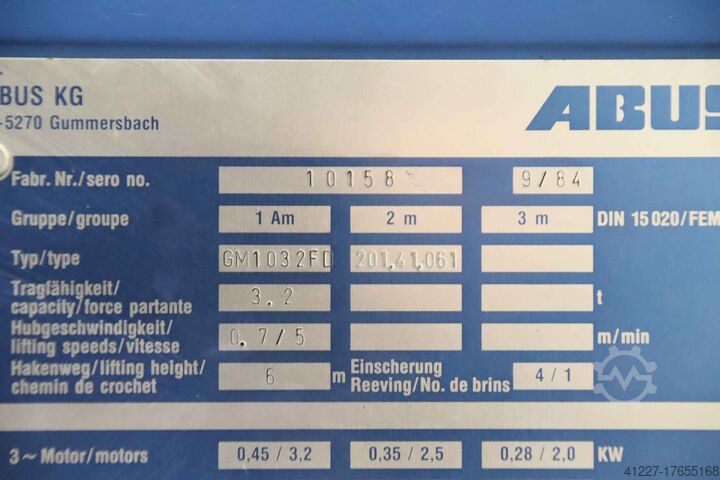 BUS KG
-5270 Gummersbach
ABUS
Fabr. Nr./sero no. 10158 9/84
Gruppe/groupe 1 Am 2 m 3 m DIN 15 020/FEM
Typ/type GM1032FD 201.41.061
Tragfähigkeit/
capacity/force partante 3.2 t
Hubgeschwindigkeit/
lifting speeds/vitesse 0.7/5 m/min
Hakenweg/lifting height/
chemin de crochet 6 m Einscherung
Reeving/No. de brins 4/1
3~ Motor/motors 0,45 / 3,2 0,35 / 2,5 0,28 / 2,0 KW
41227-17655168